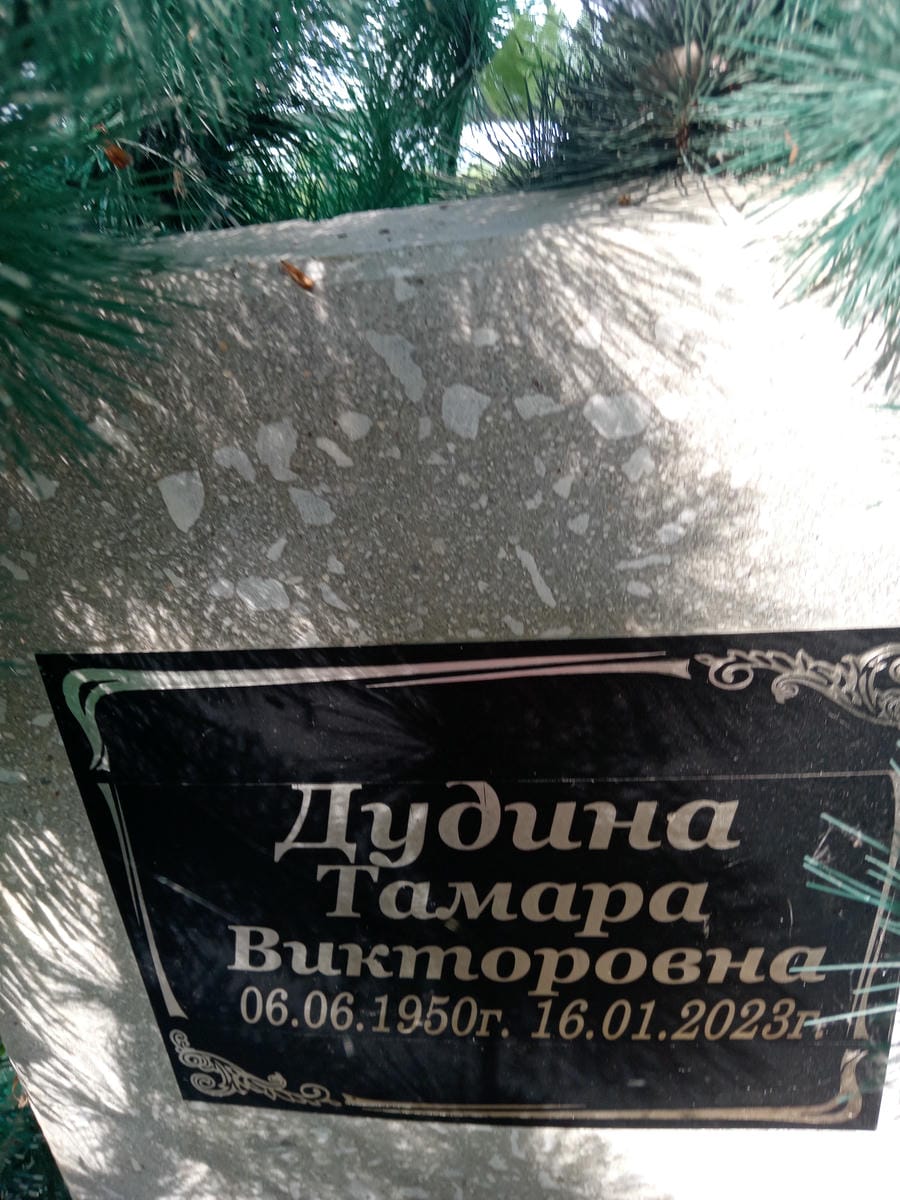 Дудина
Тамара
Викторовна
06.06.1950г. 16.01.2023г.